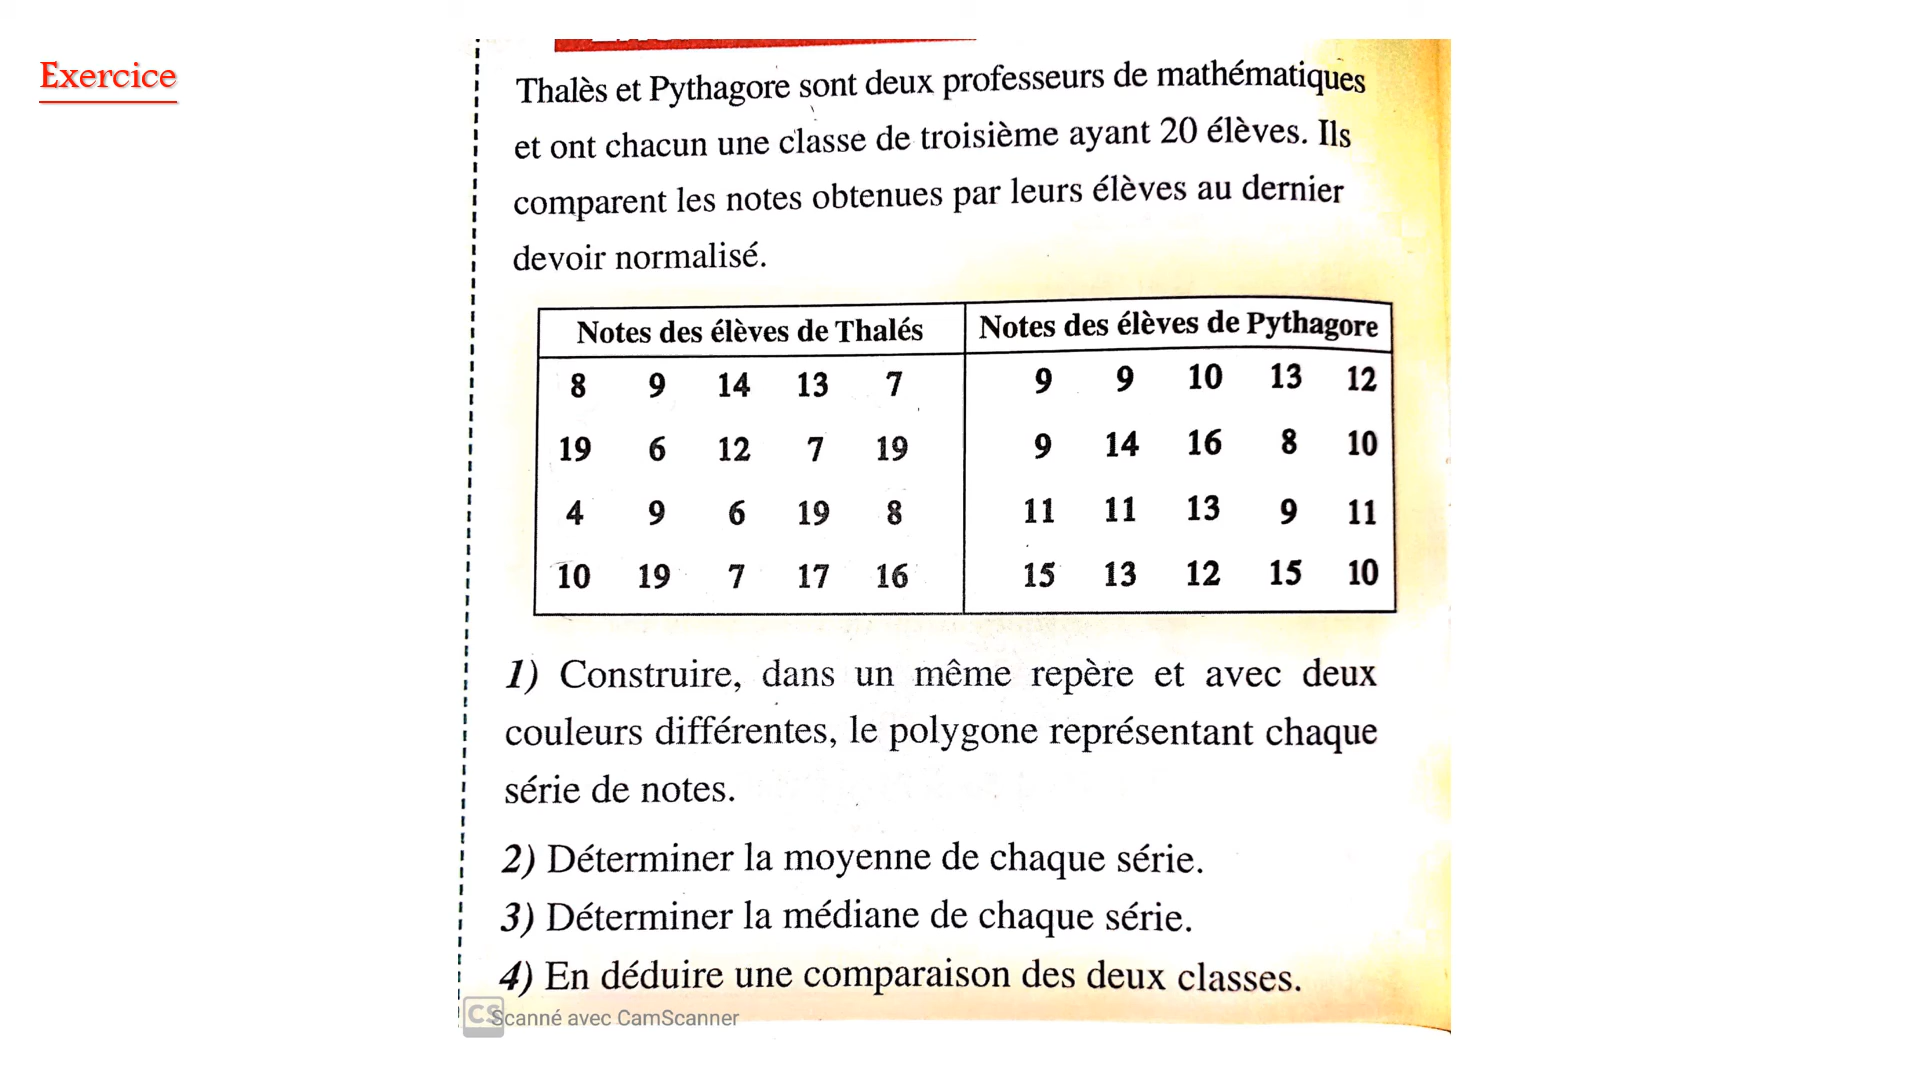 Exercice
Thalès et Pythagore sont deux professeurs de mathématiques
et ont chacun une classe de troisième ayant 20 élèves. Ils
comparent les notes obtenues par leurs élèves au dernier
devoir normalisé.
Notes des élèves de Thalés Notes des élèves de Pythagore
8 9 14 13 7 9 9 10 13 12
19 6 12 7 19 9 14 16 8 10
4 9 6 19 8 11 11 13 9 11
10 19 7 17 16 15 13 12 15 10
1) Construire, dans un même repère et avec deux
couleurs différentes, le polygone représentant chaque
série de notes.
2) Déterminer la moyenne de chaque série.
3) Déterminer la médiane de chaque série.
4) En déduire une comparaison des deux classes.
CS Scanné avec CamScanner